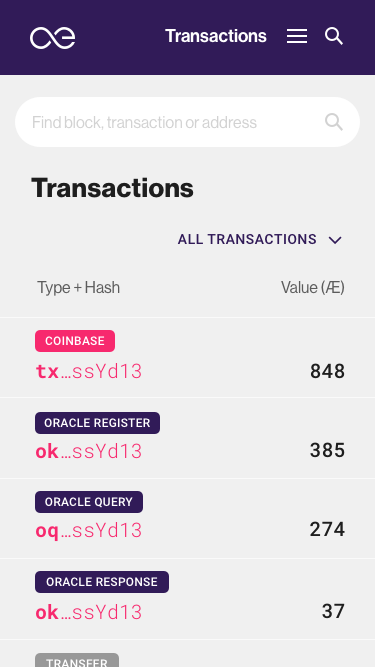 Transactions
Find block, transaction or address
Transactions
ALL TRANSACTIONS
Type + Hash Value (Æ)
COINBASE
tx…ssYd13 848
ORACLE REGISTER
ok…ssYd13 385
ORACLE QUERY
oq…ssYd13 274
ORACLE RESPONSE
ok…ssYd13 37
TRANSFER